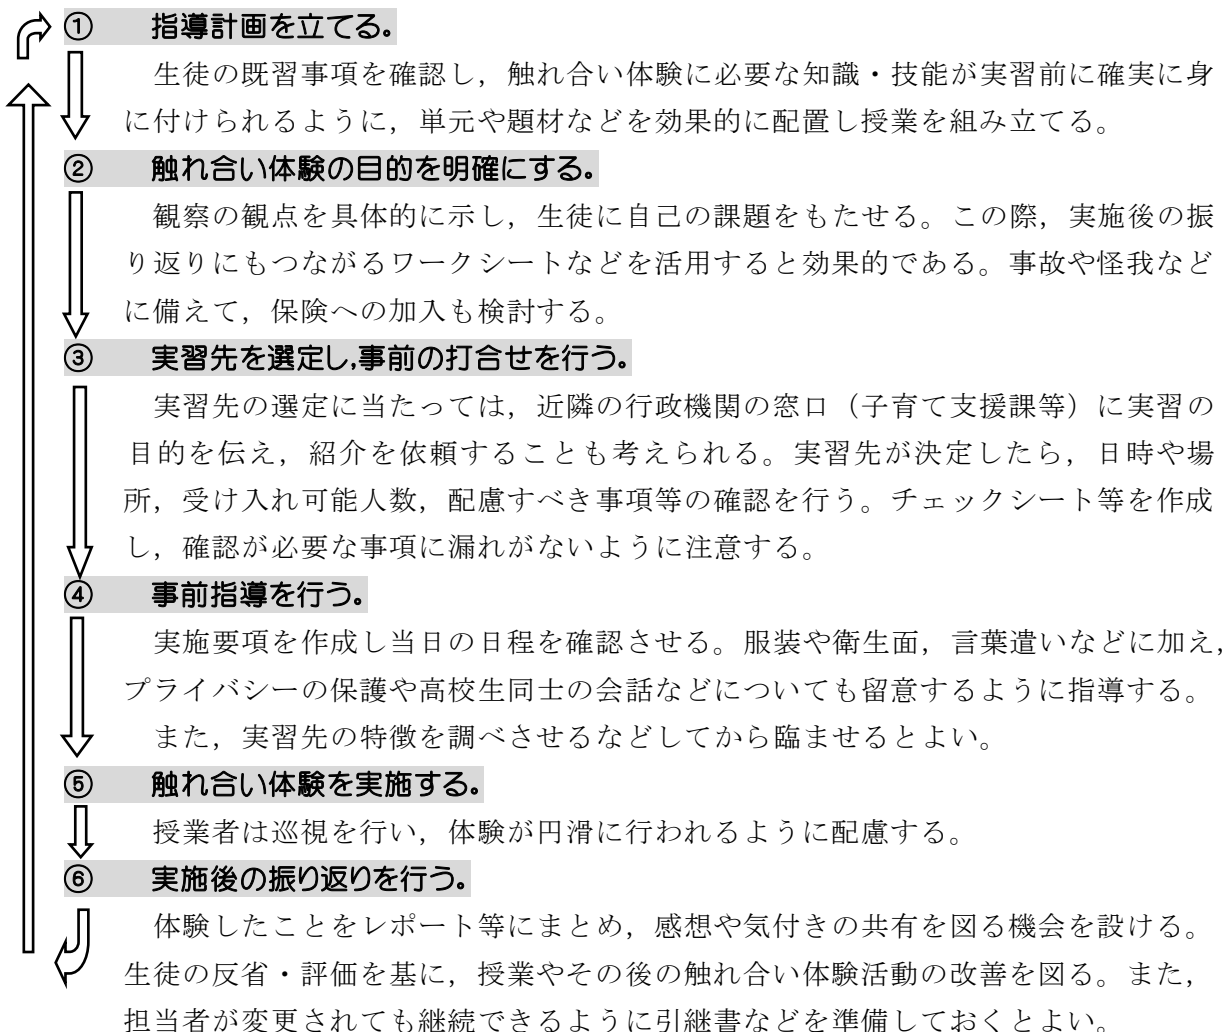 ① 指導計画を立てる。
生徒の既習事項を確認し，触れ合い体験に必要な知識・技能が実習前に確実に身
に付けられるように，単元や題材などを効果的に配置し授業を組み立てる。
② 触れ合い体験の目的を明確にする。
観察の観点を具体的に示し，生徒に自己の課題をもたせる。この際，実施後の振
り返りにもつながるワークシートなどを活用すると効果的である。事故や怪我など
に備えて，保険への加入も検討する。
③ 実習先を選定し,事前の打合せを行う。
実習先の選定に当たっては，近隣の行政機関の窓口（子育て支援課等）に実習の
目的を伝え，紹介を依頼することも考えられる。実習先が決定したら，日時や場
所，受け入れ可能人数，配慮すべき事項等の確認を行う。チェックシート等を作成
し，確認が必要な事項に漏れがないように注意する。
④ 事前指導を行う。
実施要項を作成し当日の日程を確認させる。服装や衛生面，言葉遣いなどに加え，
プライバシーの保護や高校生同士の会話などについても留意するように指導する。
また，実習先の特徴を調べさせるなどしてから臨ませるとよい。
⑤ 触れ合い体験を実施する。
授業者は巡視を行い，体験が円滑に行われるように配慮する。
⑥ 実施後の振り返りを行う。
体験したことをレポート等にまとめ，感想や気付きの共有を図る機会を設ける。
生徒の反省・評価を基に，授業やその後の触れ合い体験活動の改善を図る。また，
担当者が変更されても継続できるように引継書などを準備しておくとよい。